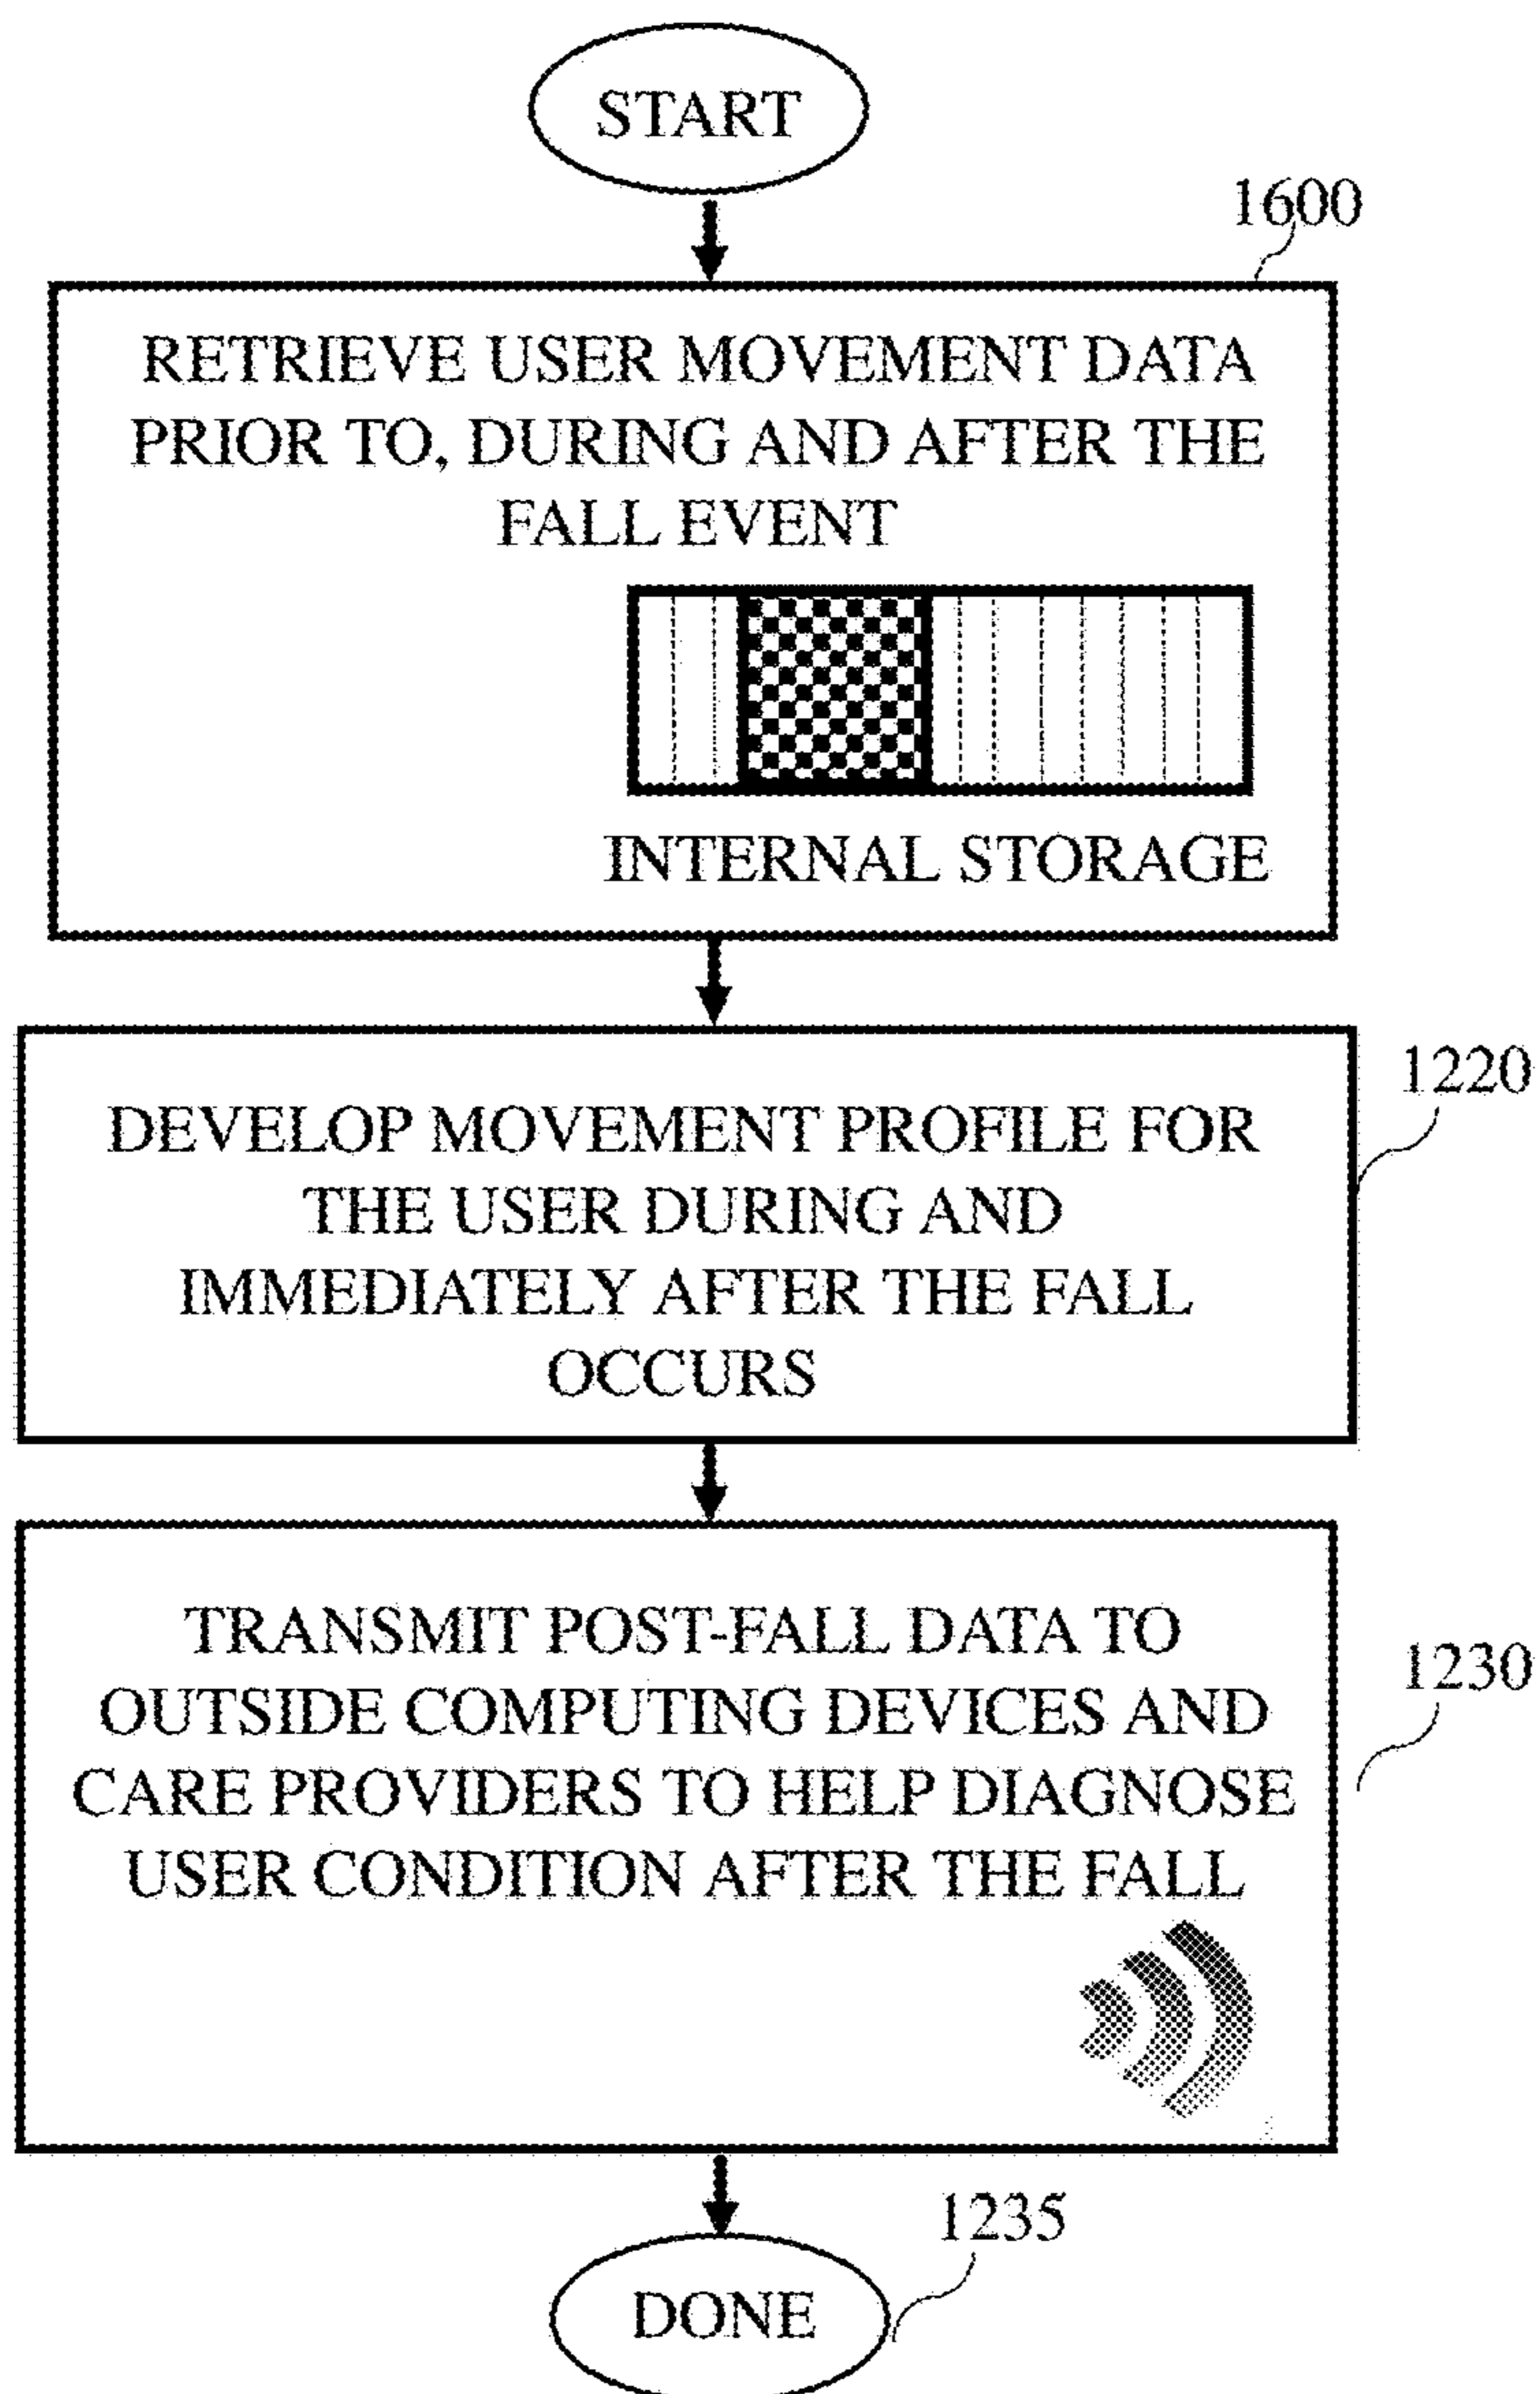 START
1600
RETRIEVE USER MOVEMENT DATA
PRIOR TO, DURING AND AFTER THE
FALL EVENT
INTERNAL STORAGE
1220
DEVELOP MOVEMENT PROFILE FOR
THE USER DURING AND
IMMEDIATELY AFTER THE FALL
OCCURS
TRANSMIT POST-FALL DATA TO
OUTSIDE COMPUTING DEVICES AND
CARE PROVIDERS TO HELP DIAGNOSE
USER CONDITION AFTER THE FALL
1230
1235
DONE